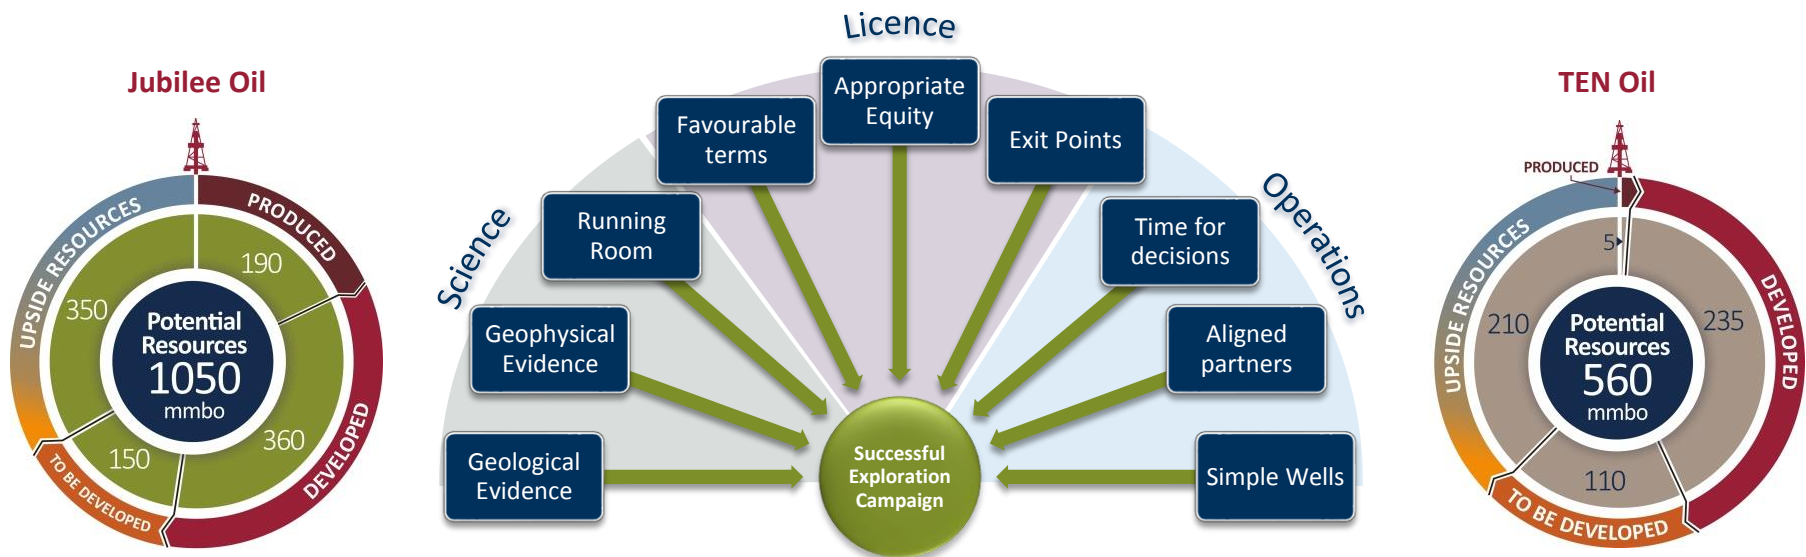 Jubilee Oil
UPSIDE RESOURCES
PRODUCED
190
350
Potential
Resources
1050
mmbo
360
150
TO BE DEVELOPED
DEVELOPED
Licence
Science
Operations
Appropriate
Equity
Favourable
terms
Exit Points
Running
Room
Time for
decisions
Geophysical
Evidence
Aligned
partners
Geological
Evidence
Successful
Exploration
Campaign
Simple Wells
TEN Oil
PRODUCED
UPSIDE RESOURCES
5
DEVELOPED
210
235
Potential
Resources
560
mmbo
110
TO BE DEVELOPED